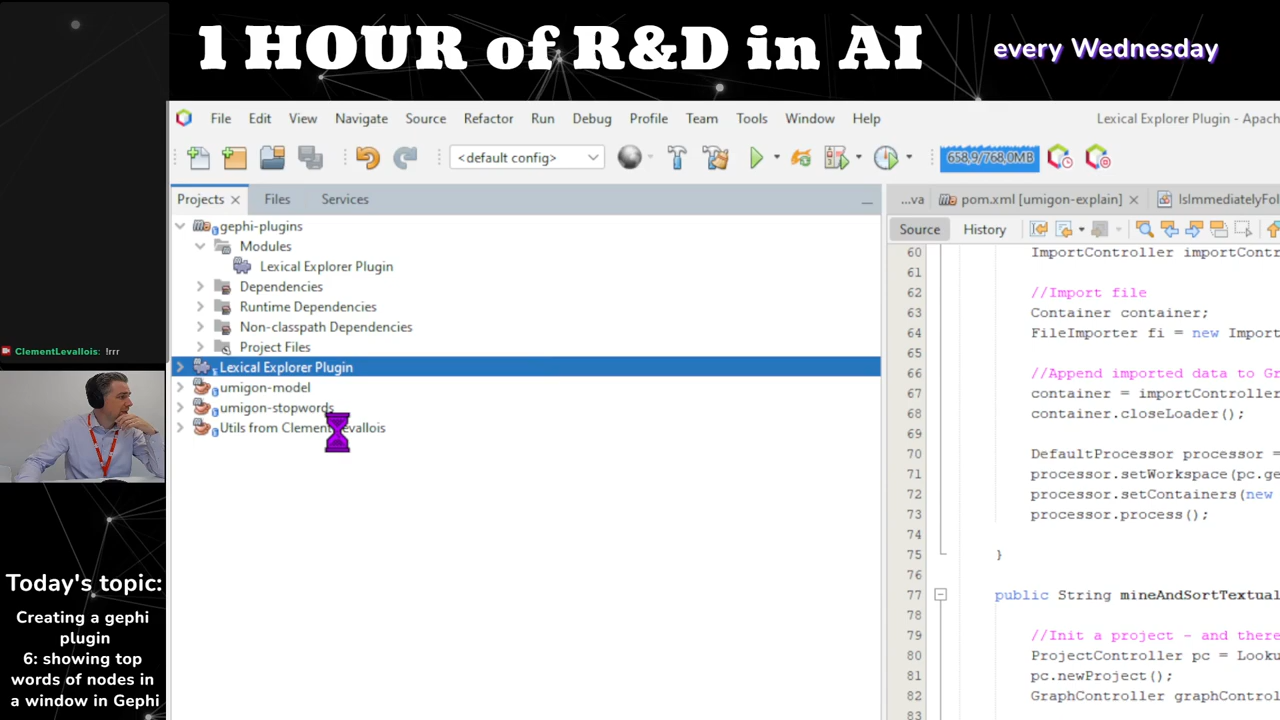 1 HOUR of R&D in AI
every Wednesday
File Edit View Navigate Source Refactor Run Debug Profile Team Tools Window Help
Lexical Explorer Plugin - Apac
<default config>
658,9/768,0MB
Projects Files Services
...va pom.xml [umigon-explain] IsImmediatelyFol
Source History
gephi-plugins
Modules
Lexical Explorer Plugin
Dependencies
Runtime Dependencies
Non-classpath Dependencies
Project Files
Lexical Explorer Plugin
umigon-model
umigon-stopwords
Utils from Clement Levallois
60 ImportController importCont
61
62 //Import file
63 Container container;
64 FileImporter fi = new Import
65
66 //Append imported data to Gr
67 container = importController
68 container.closeLoader();
69
70 DefaultProcessor processor =
71 processor.setWorkspace(pc.ge
72 processor.setContainers(new
73 processor.process();
74
75 }
76
77 public String mineAndSortTextual
78
79 //Init a project - and there
80 ProjectController pc = Looku
81 pc.newProject();
82 GraphController graphContro
83
ClementLevallois: !rrr
Today's topic:
Creating a gephi
plugin
6: showing top
words of nodes in
a window in Gephi